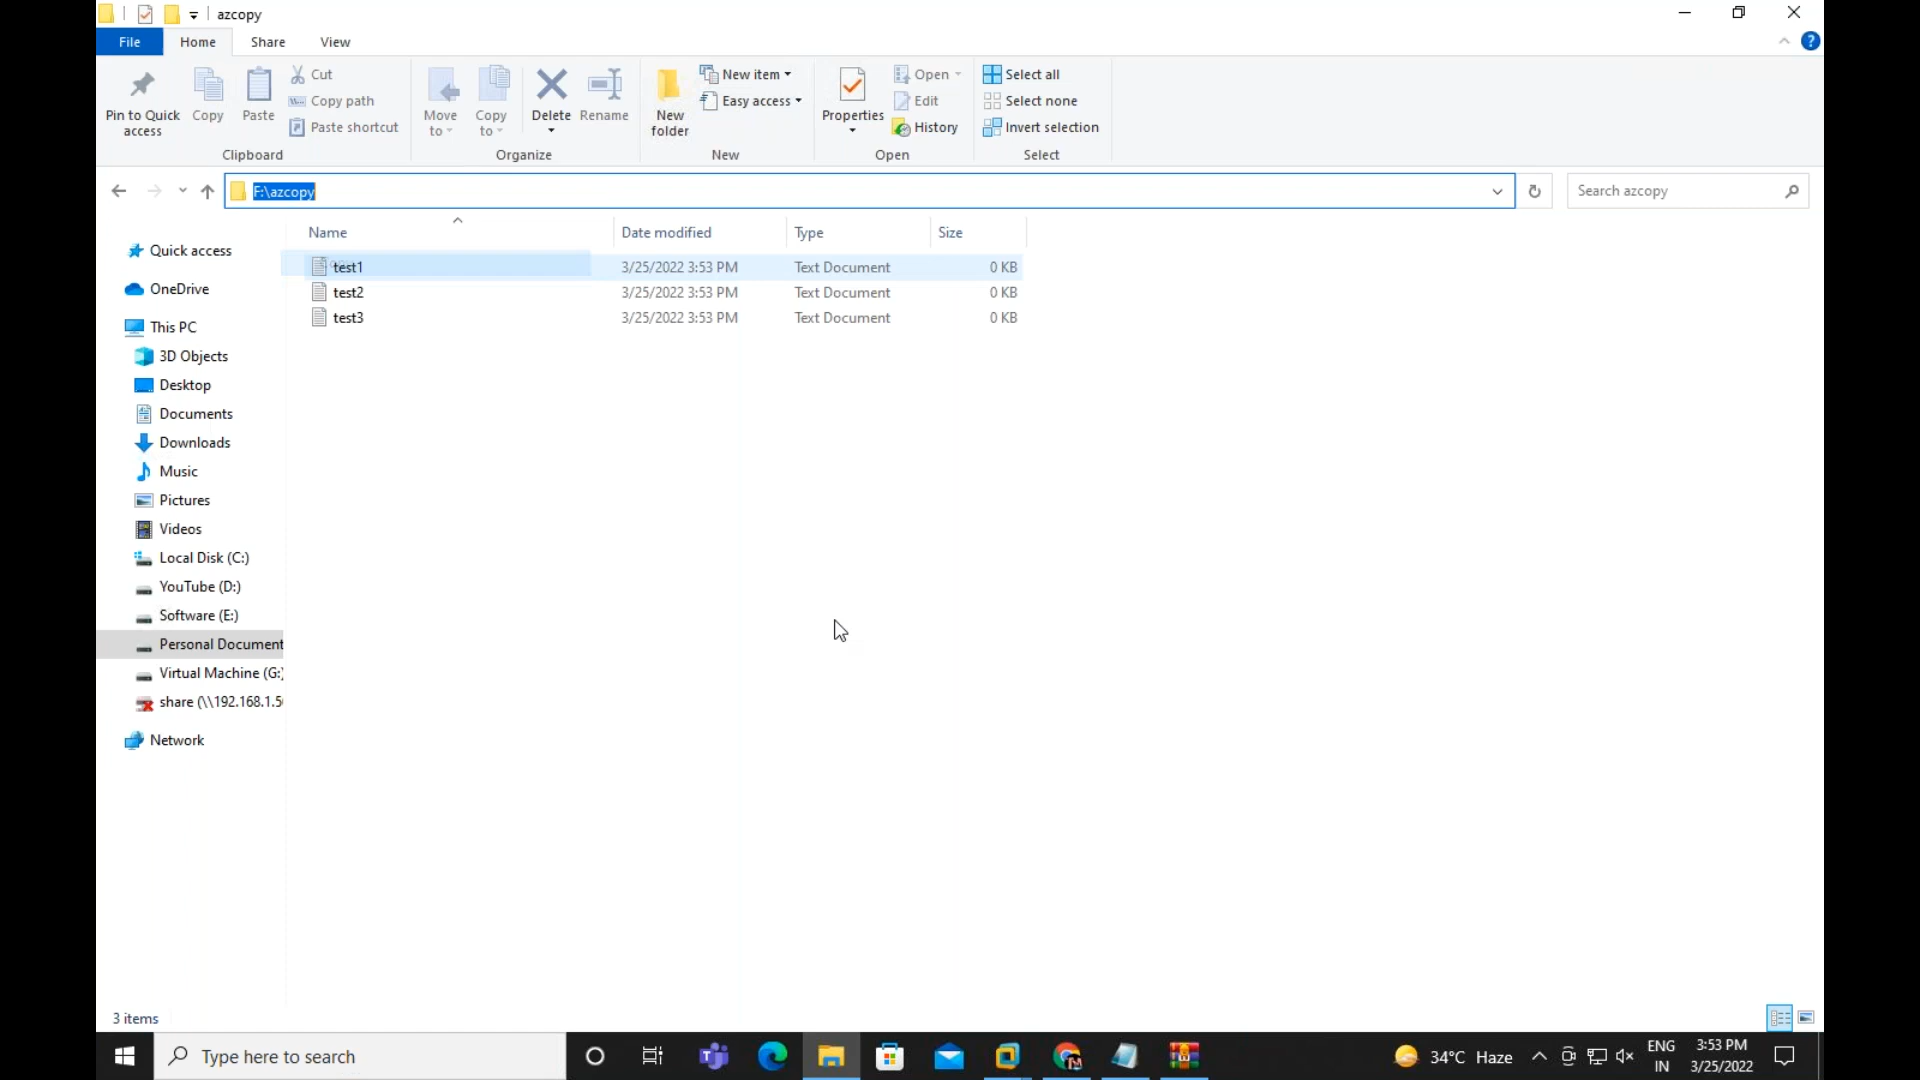 azcopy
File Home Share View
Pin to Quick access
Copy
Paste
Cut
Copy path
Paste shortcut
Clipboard
Move to
Copy to
Delete
Rename
Organize
New folder
New item
Easy access
New
Properties
Open
Edit
History
Open
Select all
Select none
Invert selection
Select
F:\azcopy
Search azcopy
Name Date modified Type Size
test1 3/25/2022 3:53 PM Text Document 0 KB
test2 3/25/2022 3:53 PM Text Document 0 KB
test3 3/25/2022 3:53 PM Text Document 0 KB
Quick access
OneDrive
This PC
3D Objects
Desktop
Documents
Downloads
Music
Pictures
Videos
Local Disk (C:)
YouTube (D:)
Software (E:)
Personal Document
Virtual Machine (G:)
share (\\192.168.1.5
Network
3 items
Type here to search
34°C Haze
ENG
IN
3:53 PM
3/25/2022